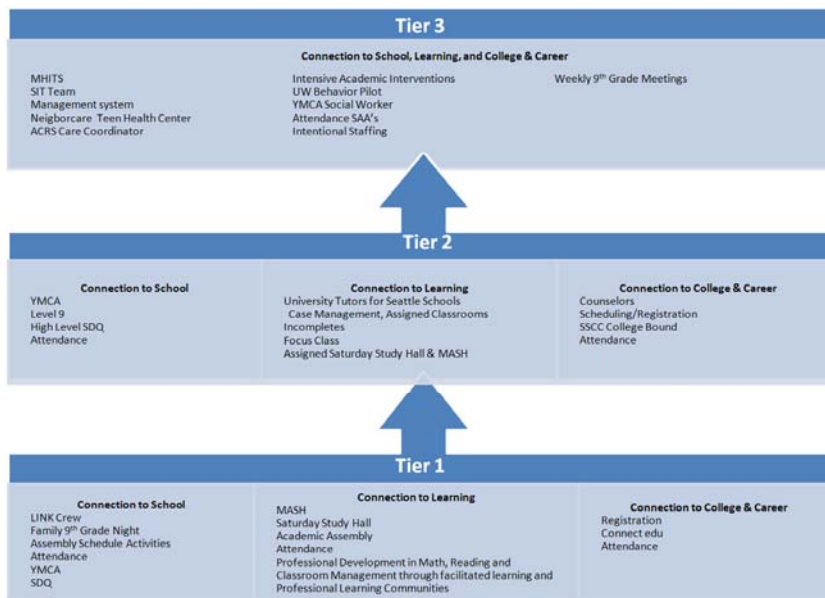 Tier 3
Connection to School, Learning, and College & Career
MHITS
SIT Team
Management system
Neigborcare Teen Health Center
ACRS Care Coordinator
Intensive Academic Interventions
UW Behavior Pilot
YMCA Social Worker
Attendance SAA's
Intentional Staffing
Weekly 9th Grade Meetings
Tier 2
Connection to School
YMCA
Level 9
High Level SDQ
Attendance
Connection to Learning
University Tutors for Seattle Schools
Case Management, Assigned Classrooms
Incompletes
Focus Class
Assigned Saturday Study Hall & MASH
Connection to College & Career
Counselors
Scheduling/Registration
SSCC College Bound
Attendance
Tier 1
Connection to School
LINK Crew
Family 9th Grade Night
Assembly Schedule Activities
Attendance
YMCA
SDQ
Connection to Learning
MASH
Saturday Study Hall
Academic Assembly
Attendance
Professional Development in Math, Reading and
Classroom Management through facilitated learning and
Professional Learning Communities
Connection to College & Career
Registration
Connect edu
Attendance